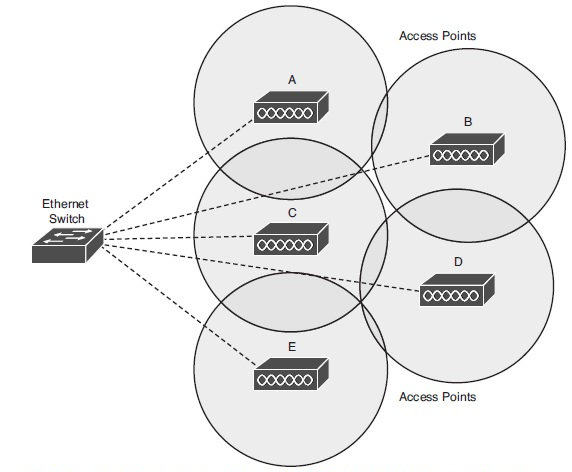 Access Points
A
B
Ethernet
Switch
C
D
E
Access Points